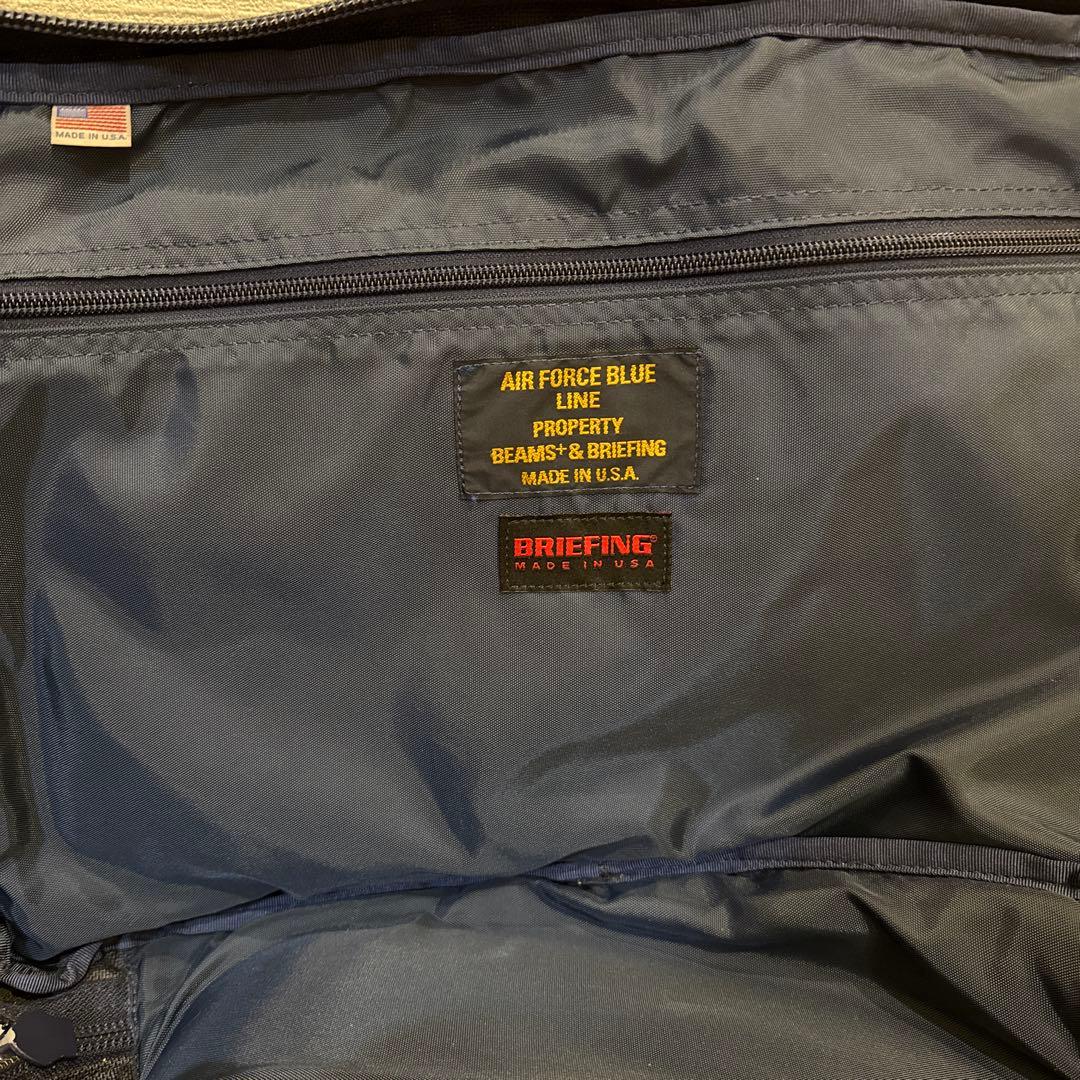 MADE IN U.S.A.
AIR FORCE BLUE
LINE
PROPERTY
BEAMS+ & BRIEFING
MADE IN U.S.A.
BRIEFING®
MADE IN USA